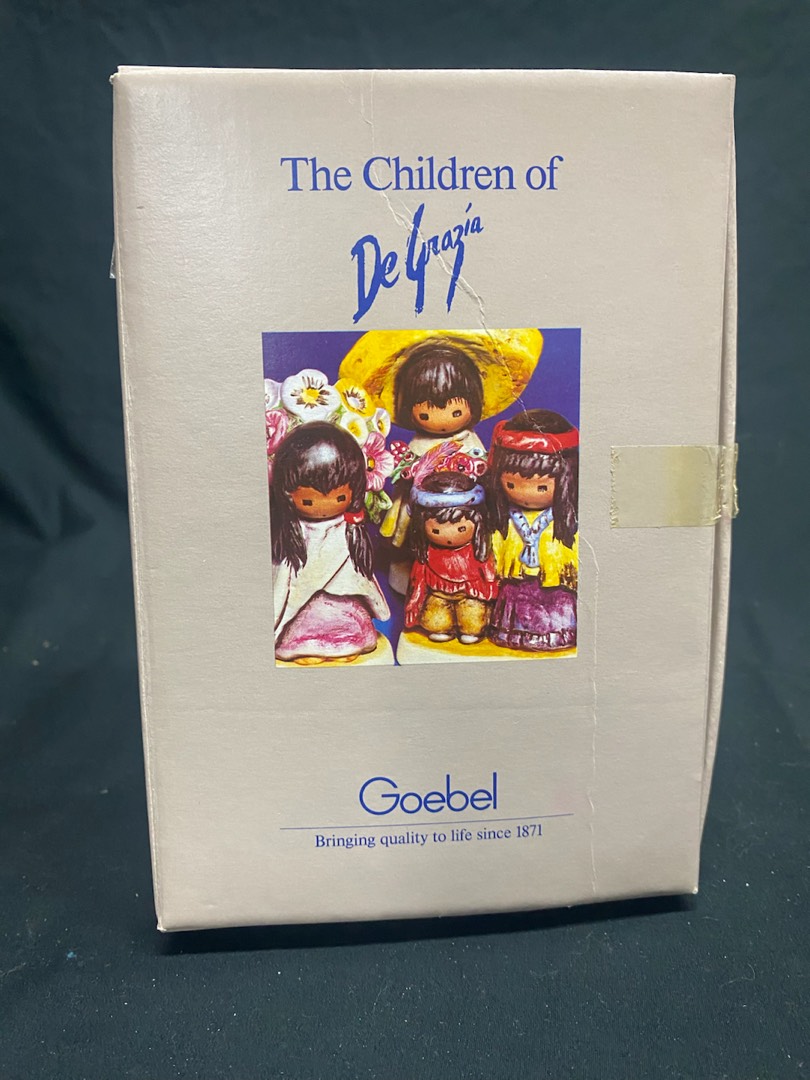 The Children of
De Grazia
Goebel
Bringing quality to life since 1871